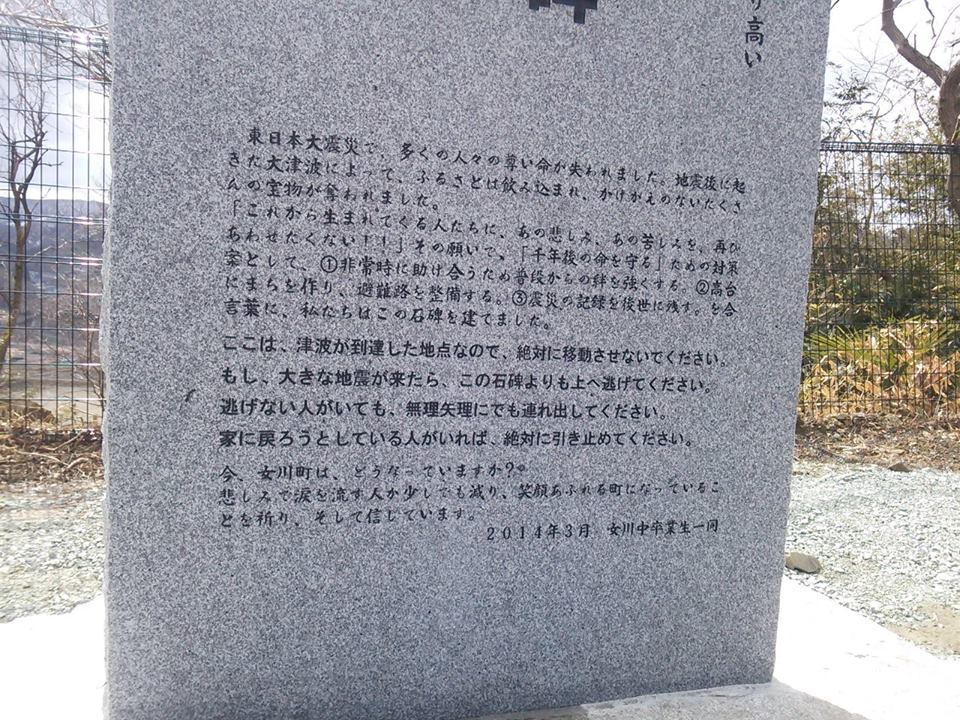 り高い
東日本大震災で、多くの人々の尊い命が失われました。地震後に起
きた大津波によって、ふるさとは飲み込まれ、かけがえのないたくさ
んの宝物が奪われました。
「これから生まれてくる人たちに、あの悲しみ、あの苦しみを、再び
あわせたくない！！」その願いで、「千年後の命を守る」ための対策
案として、①非常時に助け合うため普段からの絆を強くする。②高台
にまちを作り、避難路を整備する。③震災の記録を後世に残す。を合
言葉に、私たちはこの石碑を建てました。
ここは、津波が到達した地点なので、絶対に移動させないでください。
もし、大きな地震が来たら、この石碑よりも上へ逃げてください。
逃げない人がいても、無理矢理にでも連れ出してください。
家に戻ろうとしている人がいれば、絶対に引き止めてください。
今、女川町は、どうなっていますか？
悲しみで涙を流す人が少しでも減り、笑顔あふれる町になっているこ
とを祈り、そして信じています。
2014年3月 女川中卒業生一同